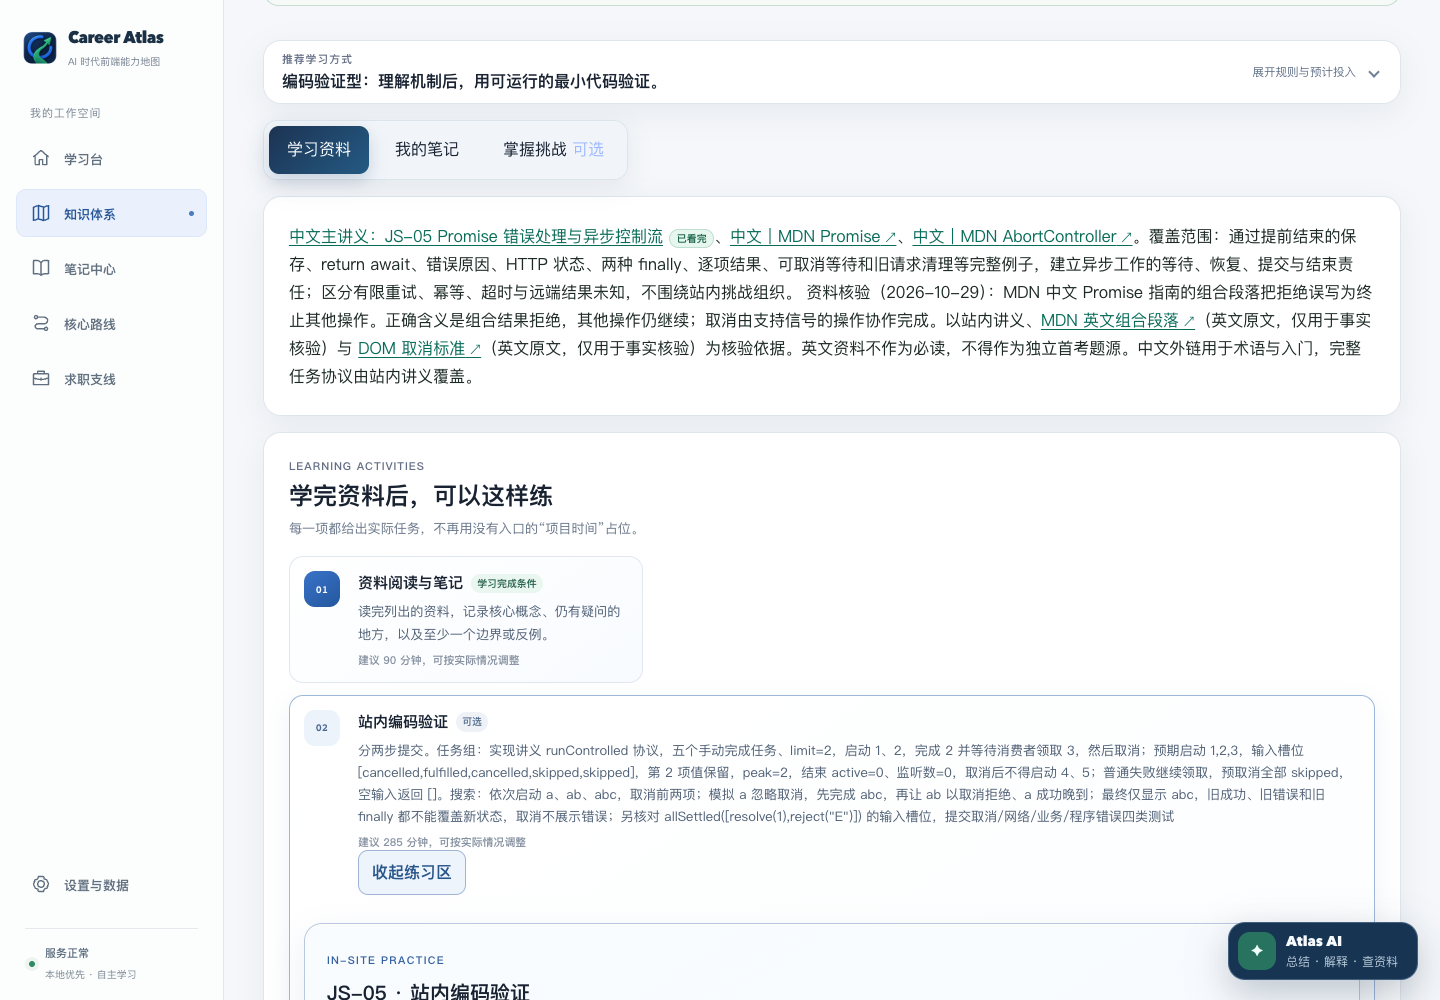 Career Atlas
AI 时代前端能力地图
我的工作空间
学习台
知识体系
笔记中心
核心路线
求职支线
设置与数据
服务正常
本地优先 · 自主学习
推荐学习方式
编码验证型：理解机制后，用可运行的最小代码验证。
展开规则与预计投入
学习资料
我的笔记
掌握挑战 可选
中文主讲义：JS-05 Promise 错误处理与异步控制流 已看完、中文 | MDN Promise ↗、中文 | MDN AbortController ↗。覆盖范围：通过提前结束的保
存、return await、错误原因、HTTP 状态、两种 finally、逐项结果、可取消等待和旧请求清理等完整例子，建立异步工作的等待、恢复、提交与结束责
任；区分有限重试、幂等、超时与远端结果未知，不围绕站内挑战组织。 资料核验（2026-10-29）：MDN 中文 Promise 指南的组合段落把拒绝误写为终
止其他操作。正确含义是组合结果拒绝，其他操作仍继续；取消由支持信号的操作协作完成。以站内讲义、MDN 英文组合段落 ↗（英文原文，仅用于事实
核验）与 DOM 取消标准 ↗（英文原文，仅用于事实核验）为核验依据。英文资料不作为必读，不得作为独立首考题源。中文外链用于术语与入门，完整
任务协议由站内讲义覆盖。
LEARNING ACTIVITIES
学完资料后，可以这样练
每一项都给出实际任务，不再用没有入口的“项目时间”占位。
01
资料阅读与笔记 学习完成条件
读完列出的资料，记录核心概念、仍有疑问的
地方，以及至少一个边界或反例。
建议 90 分钟，可按实际情况调整
02
站内编码验证 可选
分两步提交。任务组：实现讲义 runControlled 协议，五个手动完成任务、limit=2，启动 1、2，完成 2 并等待消费者领取 3，然后取消；预期启动 1,2,3，输入槽位
[cancelled,fulfilled,cancelled,skipped,skipped]，第 2 项值保留，peak=2，结束 active=0、监听数=0，取消后不得启动 4、5；普通失败继续领取，预取消全部 skipped，
空输入返回 []。搜索：依次启动 a、ab、abc，取消前两项；模拟 a 忽略取消，先完成 abc，再让 ab 以取消拒绝、a 成功晚到；最终仅显示 abc，旧成功、旧错误和旧
finally 都不能覆盖新状态，取消不展示错误；另核对 allSettled([resolve(1),reject("E")]) 的输入槽位，提交取消/网络/业务/程序错误四类测试
建议 285 分钟，可按实际情况调整
收起练习区
IN-SITE PRACTICE
JS-05 · 站内编码验证
Atlas AI
总结 · 解释 · 查资料